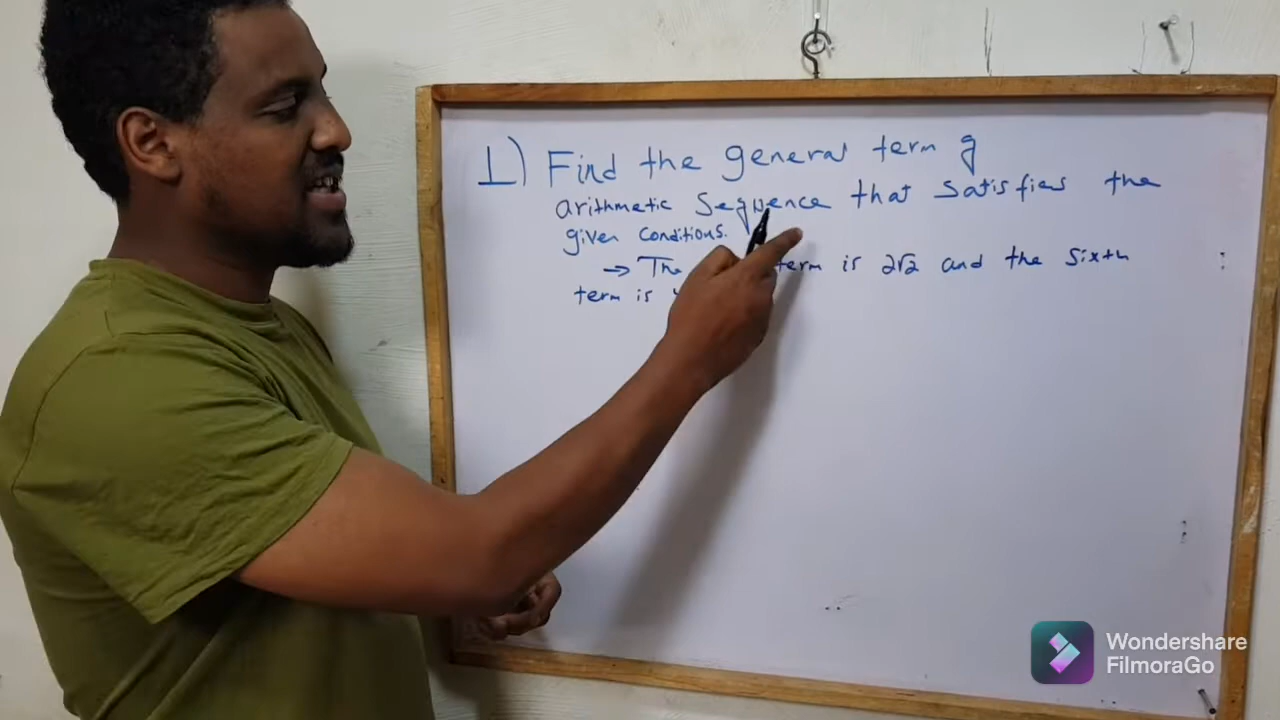 1) Find the general term of
arithmetic sequence that satisfies the
given conditions.
→ The term is 2√2 and the sixth
term is
Wondershare
FilmoraGo